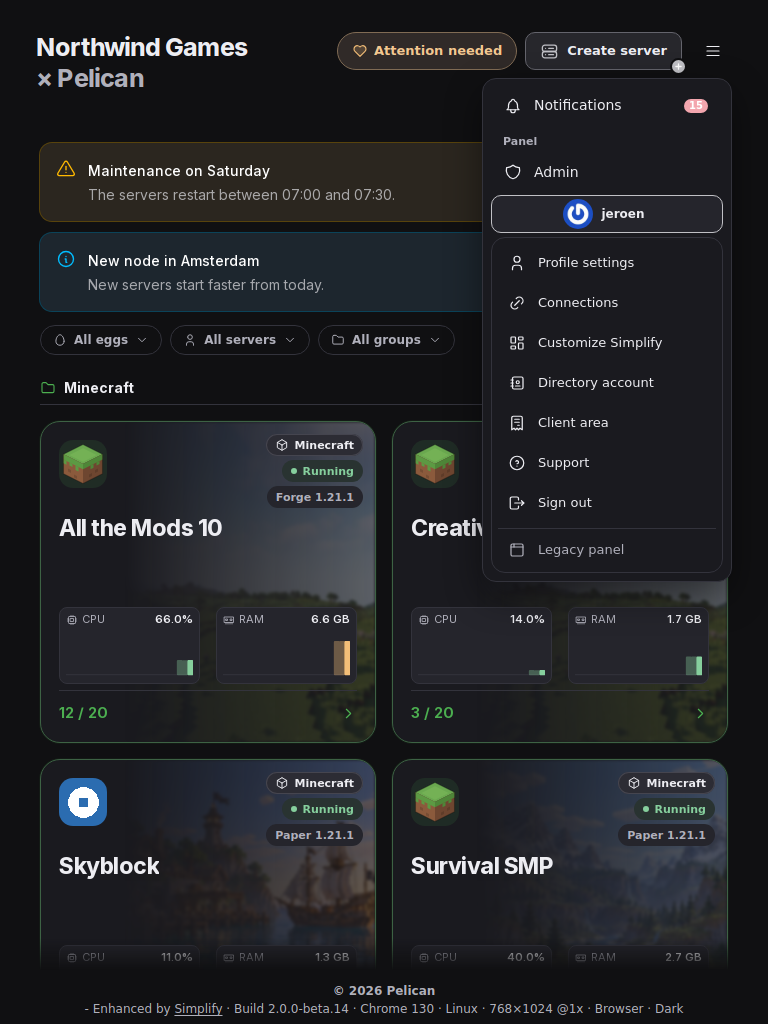 Northwind Games
× Pelican
Attention needed
Create server
Notifications
15
Panel
Admin
jeroen
Profile settings
Connections
Customize Simplify
Directory account
Client area
Support
Sign out
Legacy panel
Maintenance on Saturday
The servers restart between 07:00 and 07:30.
New node in Amsterdam
New servers start faster from today.
All eggs
All servers
All groups
Minecraft
Minecraft
Running
Forge 1.21.1
All the Mods 10
CPU 66.0%
RAM 6.6 GB
12 / 20
CPU 14.0%
RAM 1.7 GB
3 / 20
Minecraft
Running
Paper 1.21.1
Skyblock
CPU 11.0%
RAM 1.3 GB
Minecraft
Running
Paper 1.21.1
Survival SMP
CPU 40.0%
RAM 2.7 GB
© 2026 Pelican
- Enhanced by Simplify · Build 2.0.0-beta.14 · Chrome 130 · Linux · 768×1024 @1x · Browser · Dark